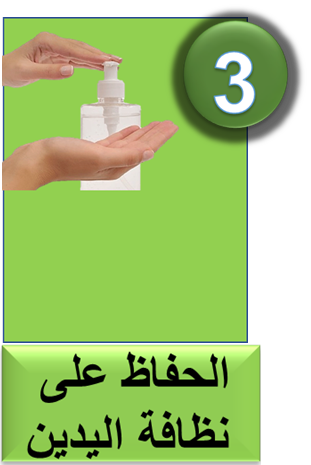 3
الحفاظ على
نظافة اليدين